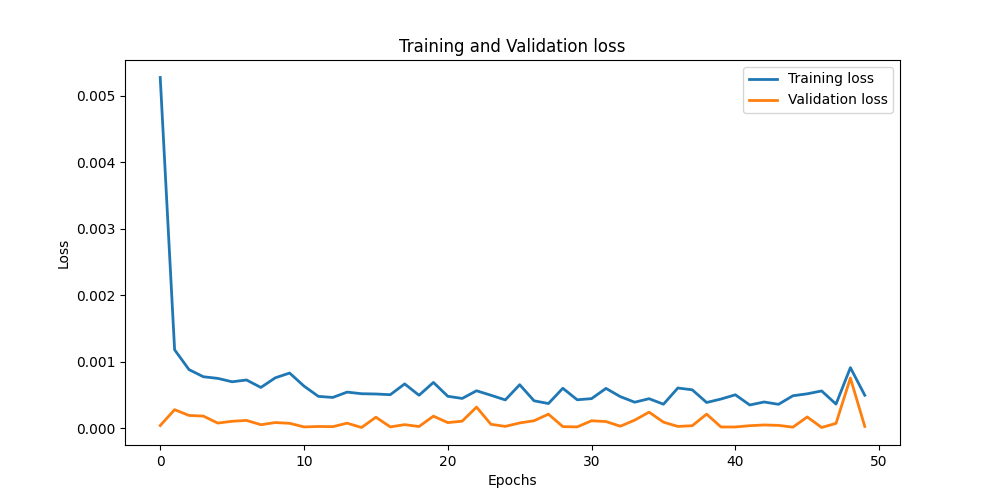 Training and Validation loss
Training loss
Validation loss
0.005
0.004
0.003
0.002
0.001
0.000
Loss
0 10 20 30 40 50
Epochs